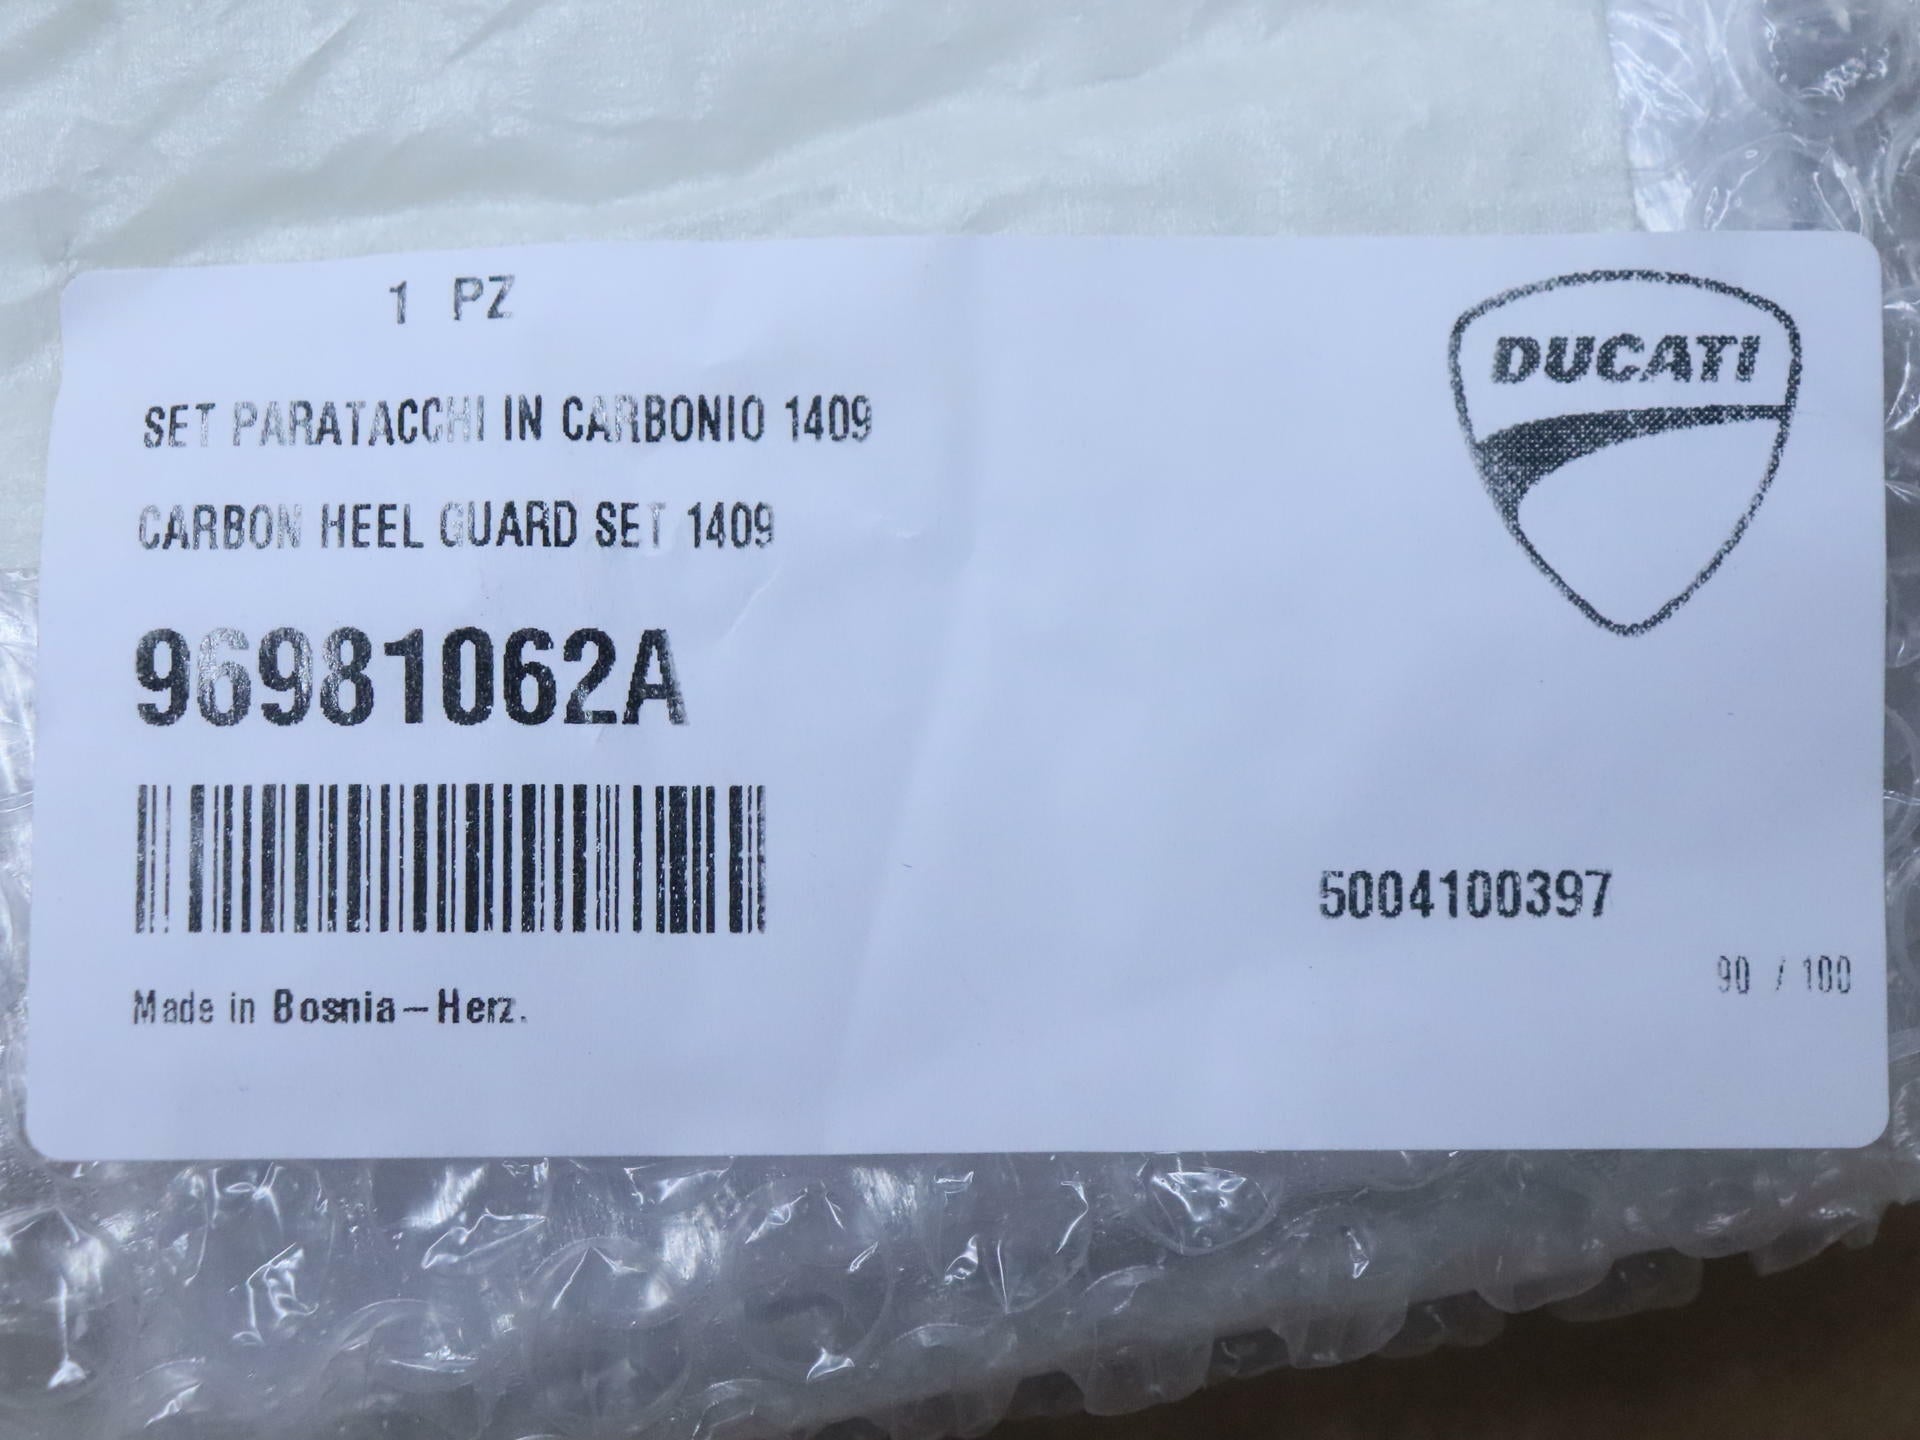 1 PZ
DUCATI
SET PARATACCHI IN CARBONIO 1409
CARBON HEEL GUARD SET 1409
96981062A
5004100397
90 / 100
Made in Bosnia-Herz.